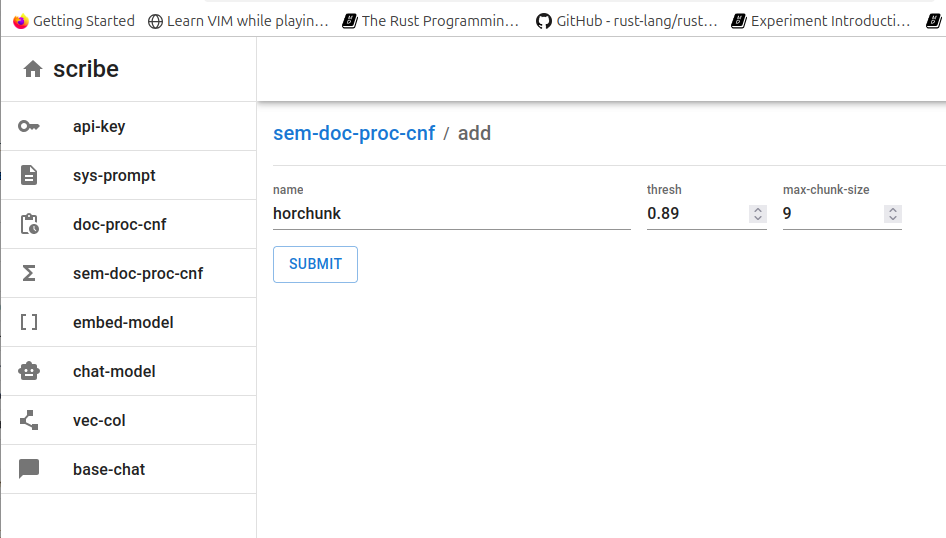 Getting Started Learn VIM while playin… The Rust Programmin… GitHub - rust-lang/rust… Experiment Introducti…
scribe
api-key
sys-prompt
doc-proc-cnf
sem-doc-proc-cnf
embed-model
chat-model
vec-col
base-chat
sem-doc-proc-cnf / add
name thresh max-chunk-size
horchunk 0.89 9
SUBMIT